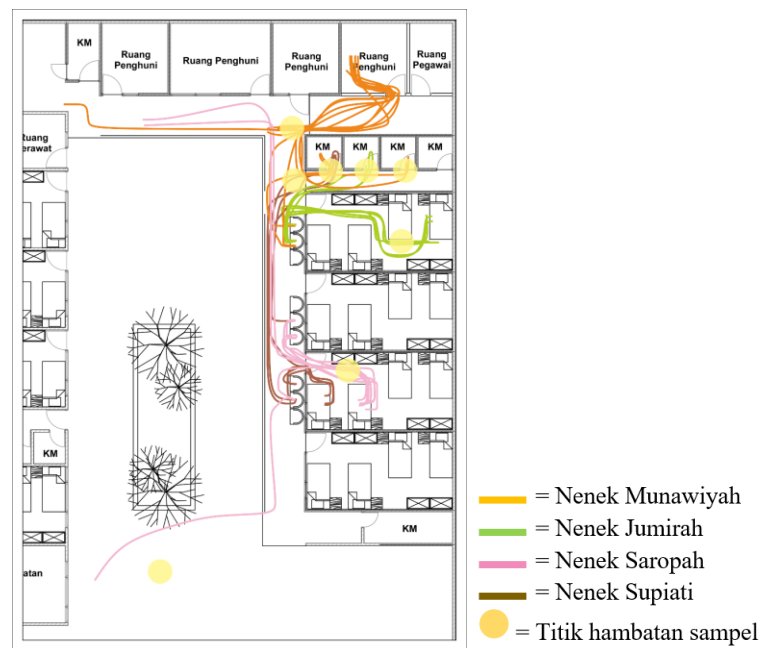 KM
Ruang
Penghuni
Ruang Penghuni
Ruang
Penghuni
Ruang
Penghuni
Ruang
Pegawai
Ruang
KM
KM
KM
KM
KM
atan
KM
= Nenek Munawiyah
= Nenek Jumirah
= Nenek Saropah
= Nenek Supiati
= Titik hambatan sampel